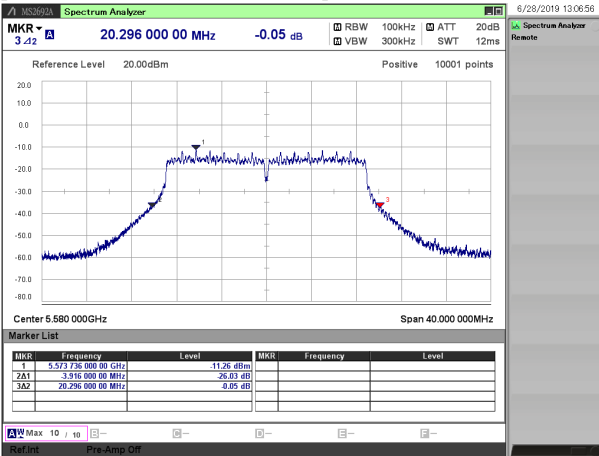 MS2692A Spectrum Analyzer
6/28/2019 13:06:56
MKR A 20.296 000 00 MHz -0.05 dB M RBW 100kHz M ATT 20dB
3 Δ2 M VBW 300kHz SWT 12ms
Spectrum Analyzer
Remote
Reference Level 20.00dBm Positive 10001 points
20.0
10.0
0.0
-10.0
-20.0
-30.0
-40.0
-50.0
-60.0
-70.0
-80.0
1
2
3
Center 5.580 000GHz Span 40.000 000MHz
Marker List
MKR Frequency Level MKR Frequency Level
1 5.573 736 000 00 GHz -11.26 dBm
2Δ1 -3.916 000 00 MHz -26.03 dB
3Δ2 20.296 000 00 MHz -0.05 dB
A W Max 10 / 10 B-- C-- D-- E-- F--
Ref.Int Pre-Amp Off